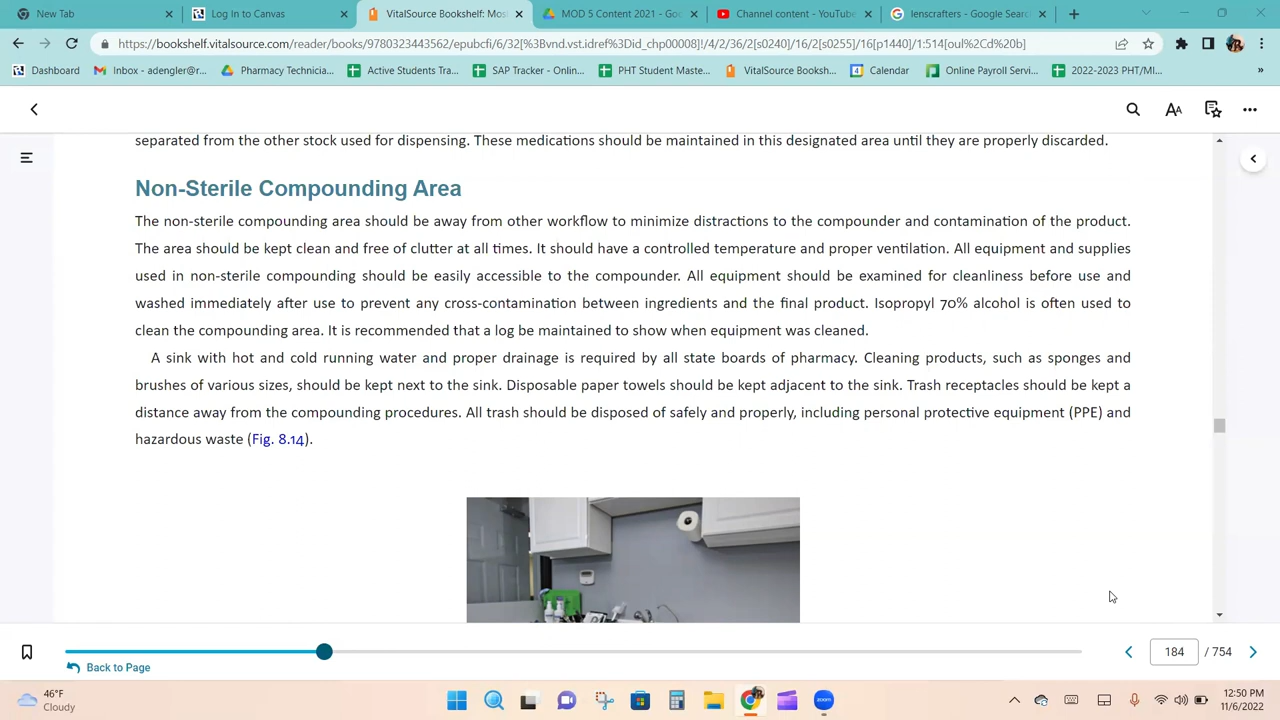 New Tab
Log In to Canvas
VitalSource Bookshelf: Mos
MOD 5 Content 2021 - Goo
Channel content - YouTube
lenscrafters - Google Searc
https://bookshelf.vitalsource.com/reader/books/9780323443562/epubcfi/6/32[%3Bvnd.vst.idref%3Did_chp00008]!/4/2/36/2[s0240]/16/2[s0255]/16[p1440]/1:514[oul%2Cd%20b]
Dashboard
Inbox - adengler@r...
Pharmacy Technicia...
Active Students Tra...
SAP Tracker - Onlin...
PHT Student Maste...
VitalSource Booksh...
Calendar
Online Payroll Servi...
2022-2023 PHT/MI...
separated from the other stock used for dispensing. These medications should be maintained in this designated area until they are properly discarded.
Non-Sterile Compounding Area
The non-sterile compounding area should be away from other workflow to minimize distractions to the compounder and contamination of the product.
The area should be kept clean and free of clutter at all times. It should have a controlled temperature and proper ventilation. All equipment and supplies
used in non-sterile compounding should be easily accessible to the compounder. All equipment should be examined for cleanliness before use and
washed immediately after use to prevent any cross-contamination between ingredients and the final product. Isopropyl 70% alcohol is often used to
clean the compounding area. It is recommended that a log be maintained to show when equipment was cleaned.
A sink with hot and cold running water and proper drainage is required by all state boards of pharmacy. Cleaning products, such as sponges and
brushes of various sizes, should be kept next to the sink. Disposable paper towels should be kept adjacent to the sink. Trash receptacles should be kept a
distance away from the compounding procedures. All trash should be disposed of safely and properly, including personal protective equipment (PPE) and
hazardous waste (Fig. 8.14).
184 / 754
Back to Page
46°F
Cloudy
12:50 PM
11/6/2022